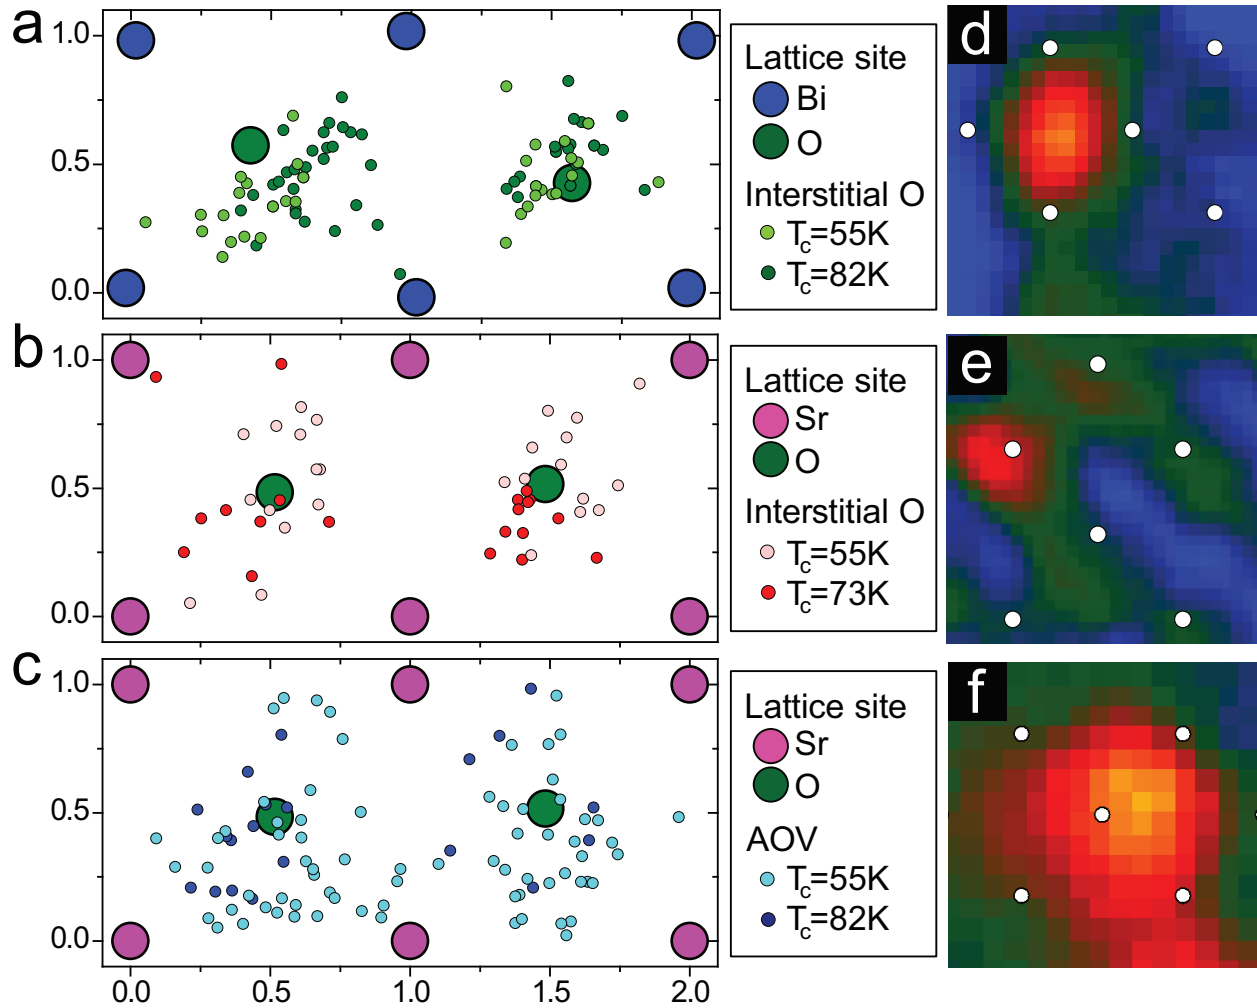 a
1.0
0.5
0.0
Lattice site
Bi
O
Interstitial O
Tc=55K
Tc=82K
d
b
1.0
0.5
0.0
Lattice site
Sr
O
Interstitial O
Tc=55K
Tc=73K
e
c
1.0
0.5
0.0
0.0 0.5 1.0 1.5 2.0
Lattice site
Sr
O
AOV
Tc=55K
Tc=82K
f